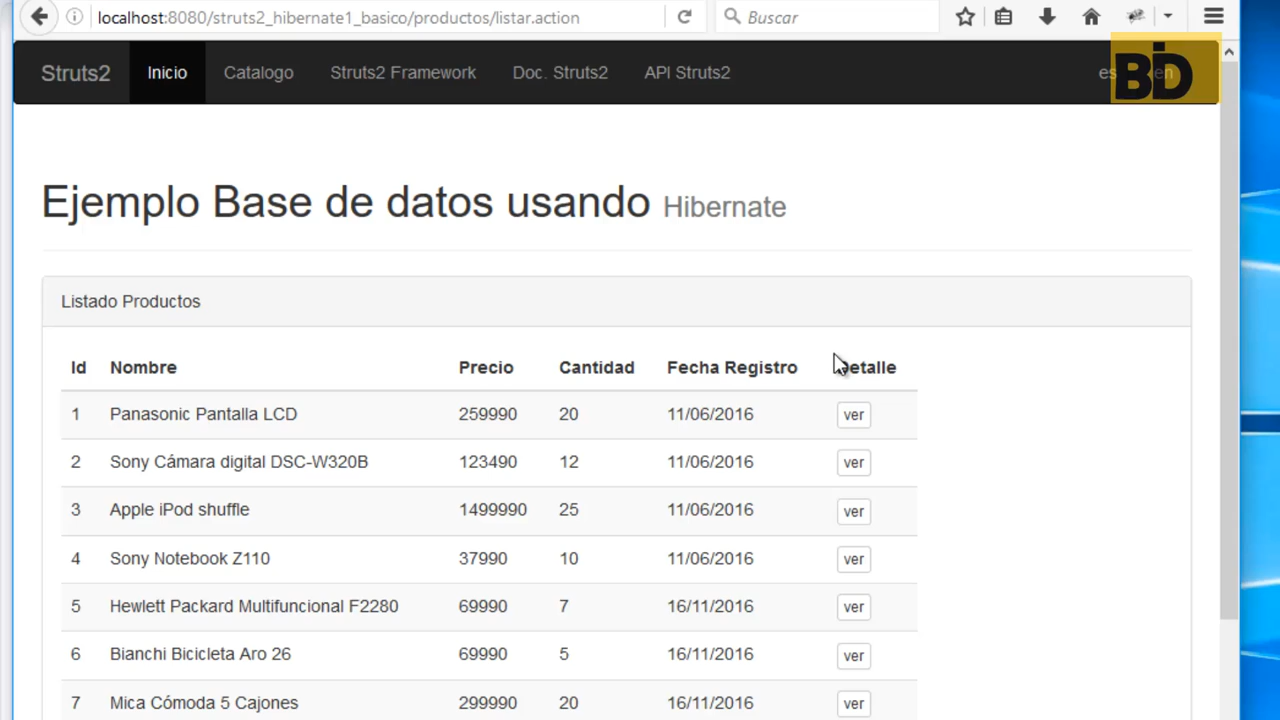 localhost:8080/struts2_hibernate1_basico/productos/listar.action
Buscar
Struts2 Inicio Catalogo Struts2 Framework Doc. Struts2 API Struts2 es en
BD
Ejemplo Base de datos usando Hibernate
Listado Productos
Id Nombre Precio Cantidad Fecha Registro Detalle
1 Panasonic Pantalla LCD 259990 20 11/06/2016 ver
2 Sony Cámara digital DSC-W320B 123490 12 11/06/2016 ver
3 Apple iPod shuffle 1499990 25 11/06/2016 ver
4 Sony Notebook Z110 37990 10 11/06/2016 ver
5 Hewlett Packard Multifuncional F2280 69990 7 16/11/2016 ver
6 Bianchi Bicicleta Aro 26 69990 5 16/11/2016 ver
7 Mica Cómoda 5 Cajones 299990 20 16/11/2016 ver